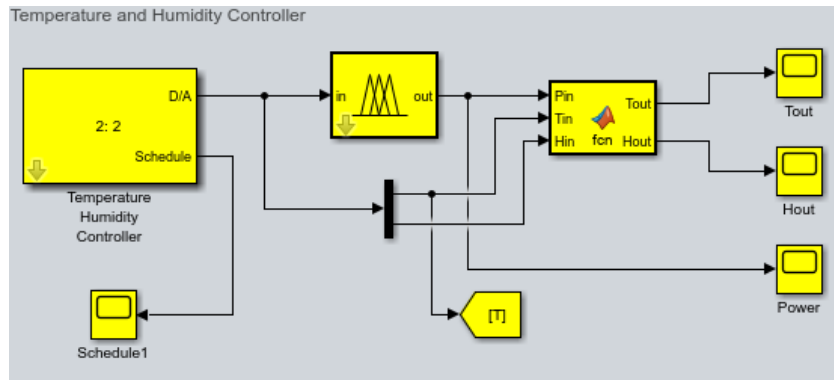 Temperature and Humidity Controller
D/A
2: 2
Schedule
Temperature
Humidity
Controller
in
out
Pin
Tin
Hin
fcn
Tout
Hout
Tout
Hout
Power
[T]
Schedule1